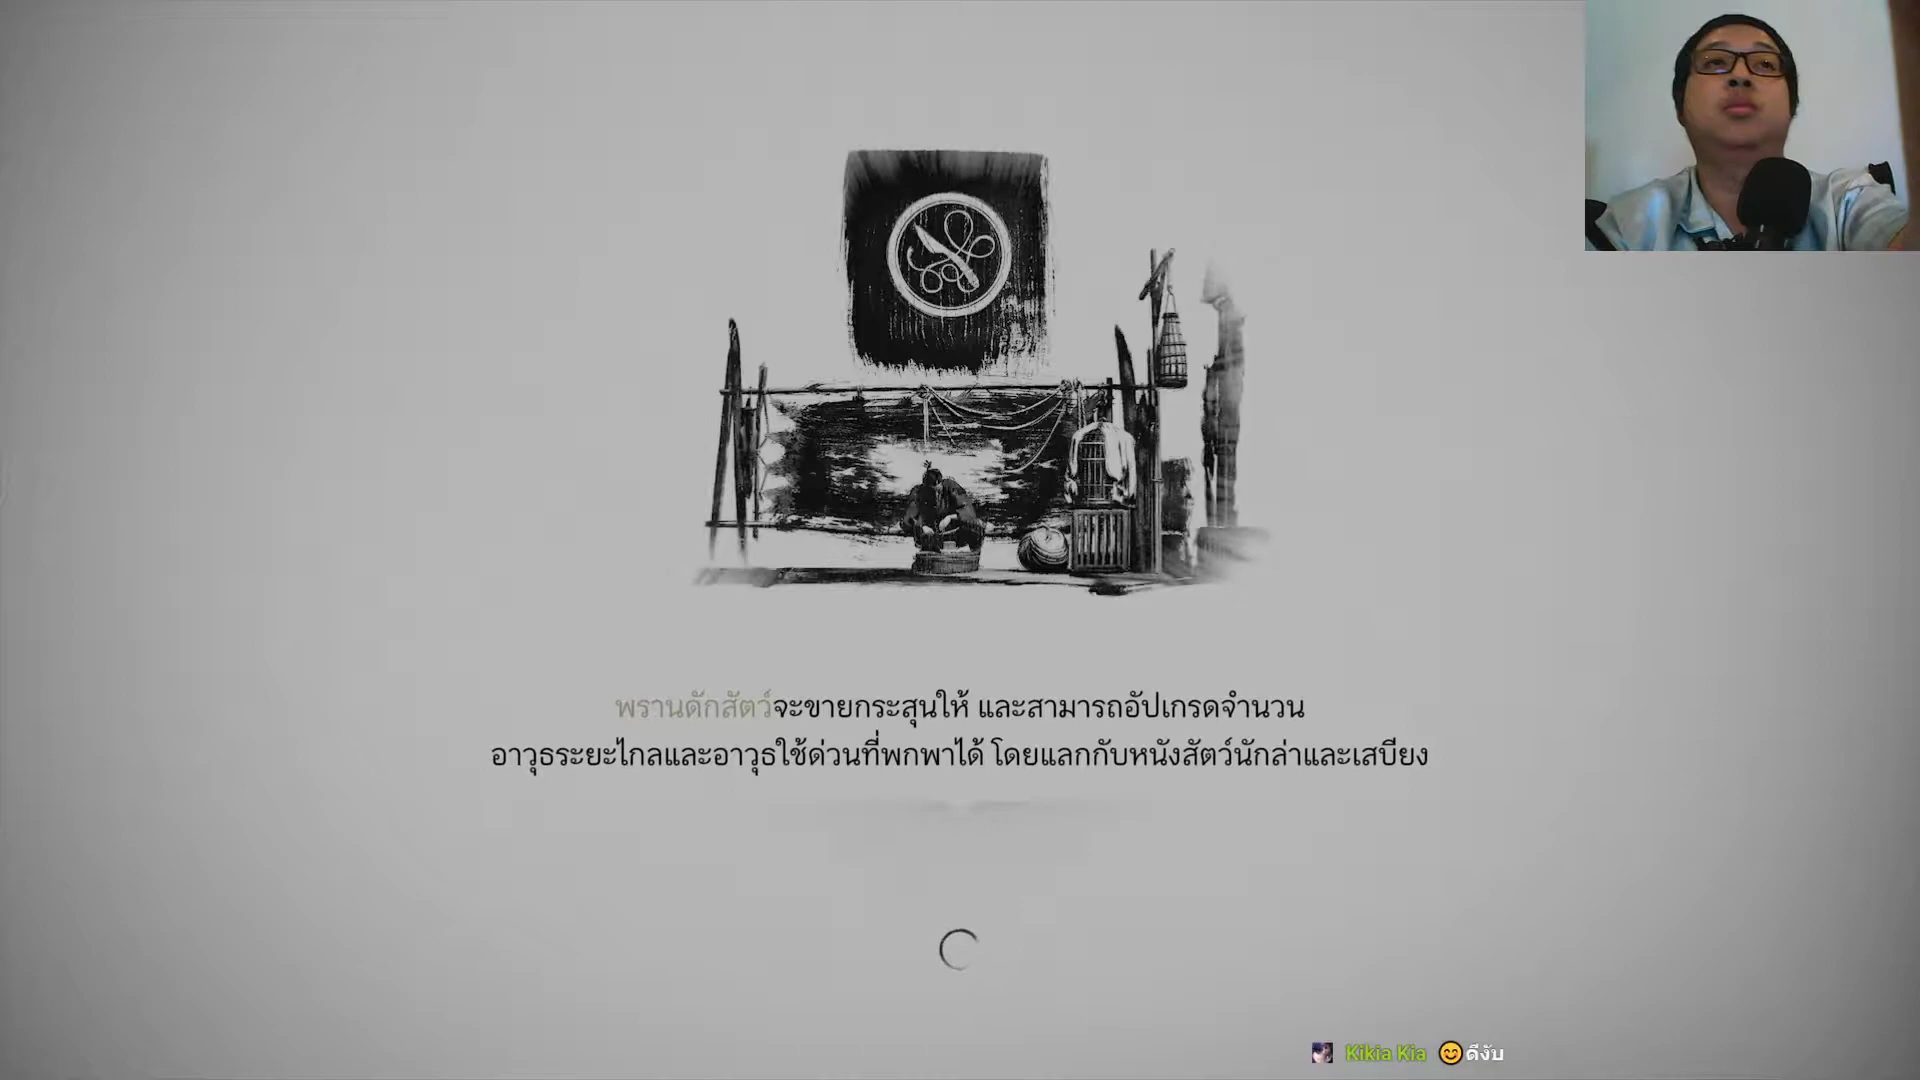 พรานดักสัตว์จะขายกระสุนให้ และสามารถอัปเกรดจำนวน
อาวุธระยะไกลและอาวุธใช้ด่วนที่พกพาได้ โดยแลกกับหนังสัตว์นักล่าและเสบียง
Kikia Kia 😊ดีงับ